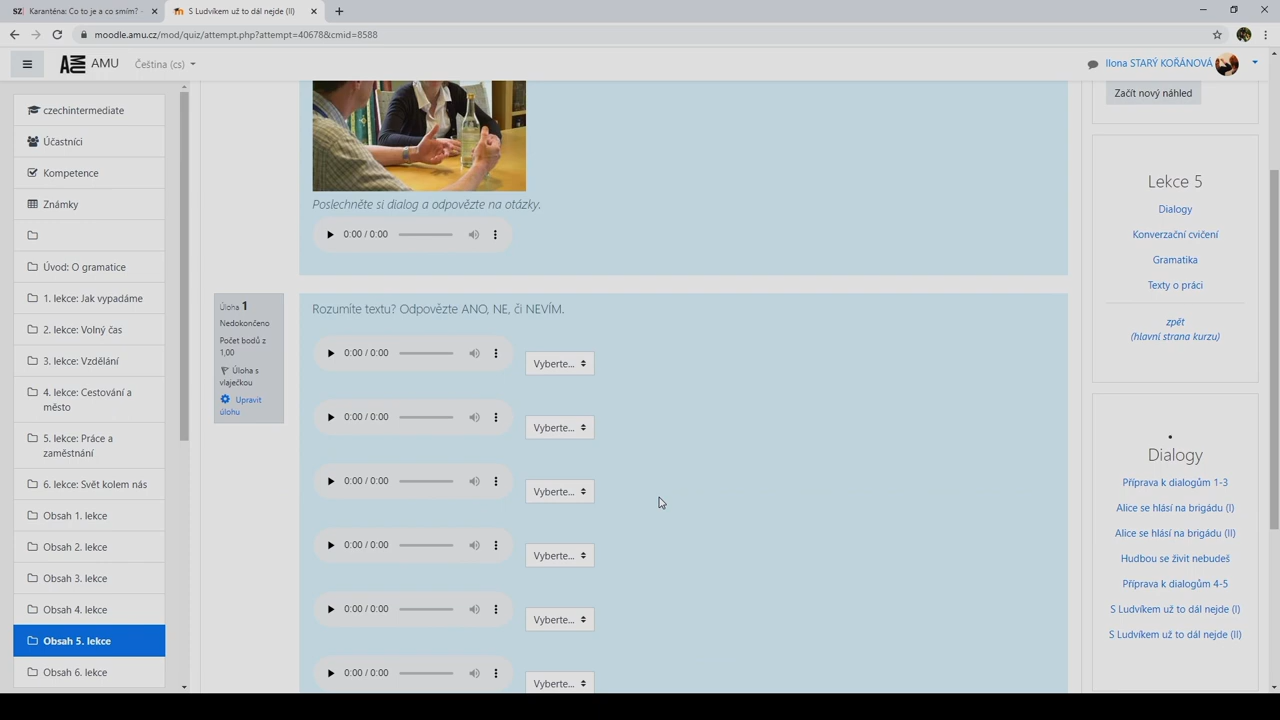 Karanténa: Co to je a co smím? -
S Ludvíkem už to dál nejde (II)
moodle.amu.cz/mod/quiz/attempt.php?attempt=40678&cmid=8588
AMU
Čeština (cs)
Ilona STARÝ KOŘÁNOVÁ
czechintermediate
Účastníci
Kompetence
Známky
Úvod: O gramatice
1. lekce: Jak vypadáme
2. lekce: Volný čas
3. lekce: Vzdělání
4. lekce: Cestování a
město
5. lekce: Práce a
zaměstnání
6. lekce: Svět kolem nás
Obsah 1. lekce
Obsah 2. lekce
Obsah 3. lekce
Obsah 4. lekce
Obsah 5. lekce
Obsah 6. lekce
Poslechněte si dialog a odpovězte na otázky.
0:00 / 0:00
Úloha 1
Nedokončeno
Počet bodů z
1,00
Úloha s
vlaječkou
Upravit
úlohu
Rozumíte textu? Odpovězte ANO, NE, či NEVÍM.
0:00 / 0:00 Vyberte...
0:00 / 0:00 Vyberte...
0:00 / 0:00 Vyberte...
0:00 / 0:00 Vyberte...
0:00 / 0:00 Vyberte...
0:00 / 0:00 Vyberte...
Začít nový náhled
Lekce 5
Dialogy
Konverzační cvičení
Gramatika
Texty o práci
zpět
(hlavní strana kurzu)
Dialogy
Příprava k dialogům 1-3
Alice se hlásí na brigádu (I)
Alice se hlásí na brigádu (II)
Hudbou se živit nebudeš
Příprava k dialogům 4-5
S Ludvíkem už to dál nejde (I)
S Ludvíkem už to dál nejde (II)